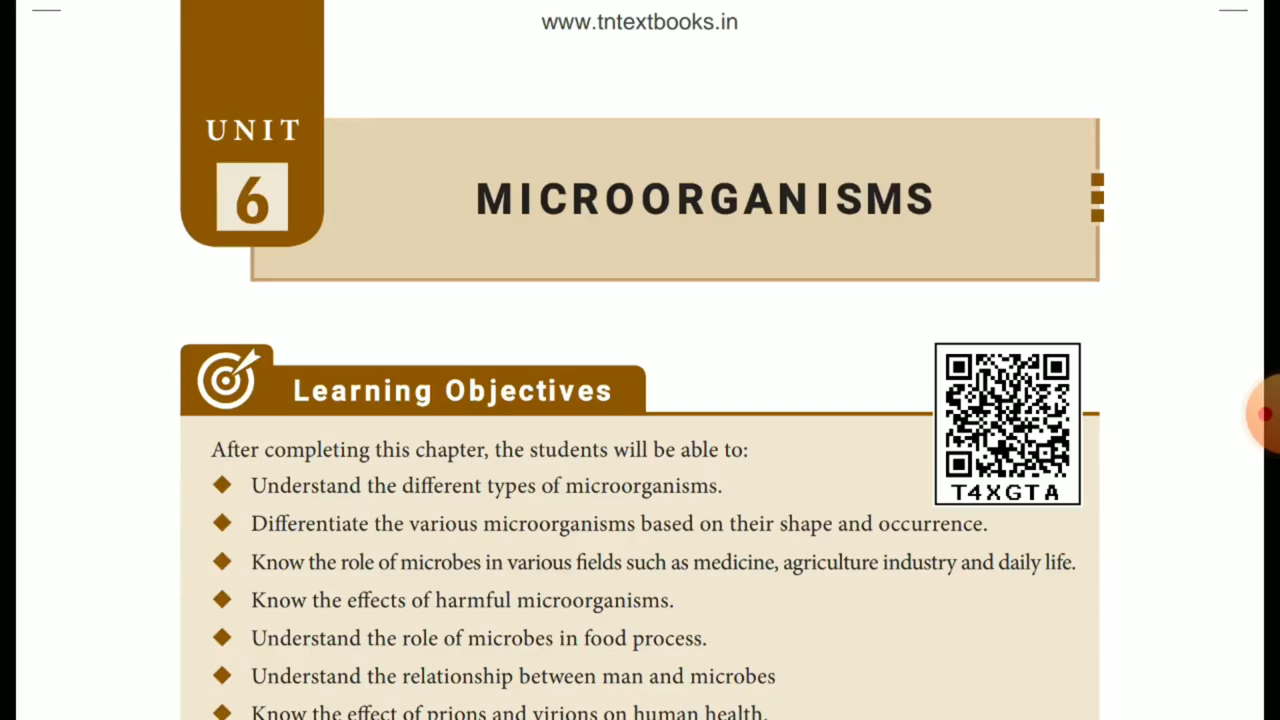 www.tntextbooks.in
UNIT
6
MICROORGANISMS
Learning Objectives
T4XGTA
After completing this chapter, the students will be able to:
Understand the different types of microorganisms.
Differentiate the various microorganisms based on their shape and occurrence.
Know the role of microbes in various fields such as medicine, agriculture industry and daily life.
Know the effects of harmful microorganisms.
Understand the role of microbes in food process.
Understand the relationship between man and microbes
Know the effect of prions and virions on human health.